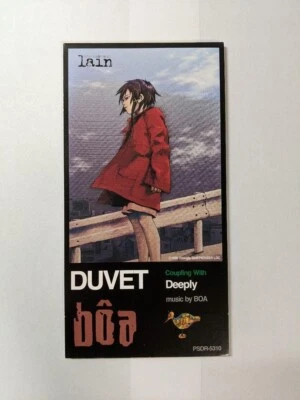 lain
DUVET
Coupling With
Deeply
music by BOA
bôa
PSDR-5310